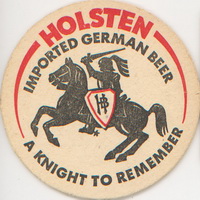 HOLSTEN
IMPORTED GERMAN BEER
A KNIGHT TO REMEMBER